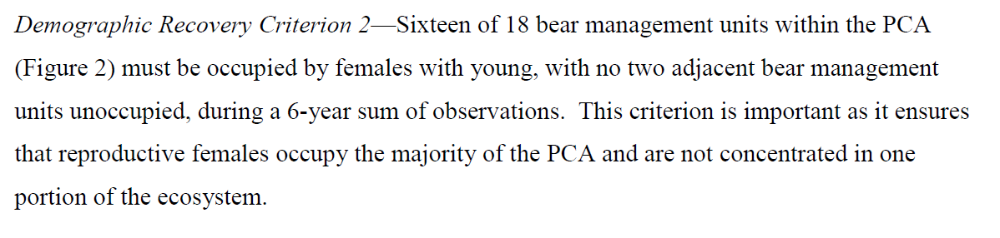 Demographic Recovery Criterion 2—Sixteen of 18 bear management units within the PCA
(Figure 2) must be occupied by females with young, with no two adjacent bear management
units unoccupied, during a 6-year sum of observations.  This criterion is important as it ensures
that reproductive females occupy the majority of the PCA and are not concentrated in one
portion of the ecosystem.